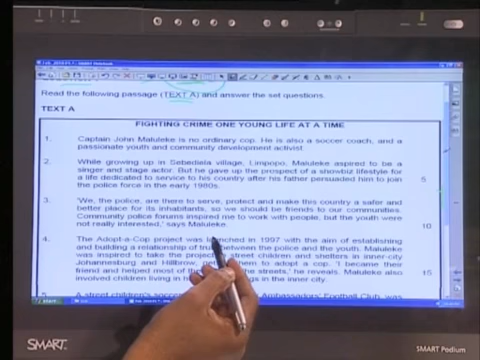 Read the following passage (TEXT A) and answer the set questions.
TEXT A
FIGHTING CRIME ONE YOUNG LIFE AT A TIME
1. Captain John Maluleke is no ordinary cop. He is also a soccer coach, and a
passionate youth and community development activist
2. While growing up in Sebediela village, Limpopo, Maluleke aspired to be a
singer and stage actor. But he gave up the prospect of a showbiz lifestyle for
a life dedicated to service to his country after his father persuaded him to join 5
the police force in the early 1980s.
3. 'We, the police, are there to serve, protect and make this country a safer and
better place for its inhabitants, so we should be friends to our communities.
Community police forums inspired me to work with people, but the youth were
not really interested,' says Maluleke. 10
4. The Adopt-a-Cop project was launched in 1997 with the aim of establishing
and building a relationship of trust between the police and the youth. Maluleke
was inspired to take the project street children and shelters in inner-city
Johannesburg and Hillbrow, them to adopt a cop. 'I became their
friend and helped most of the streets,' he reveals. Maluleke also 15
involved children living in in the inner city.
A street children's Ambassadors' Football Club, was
SMART
SMART Podium